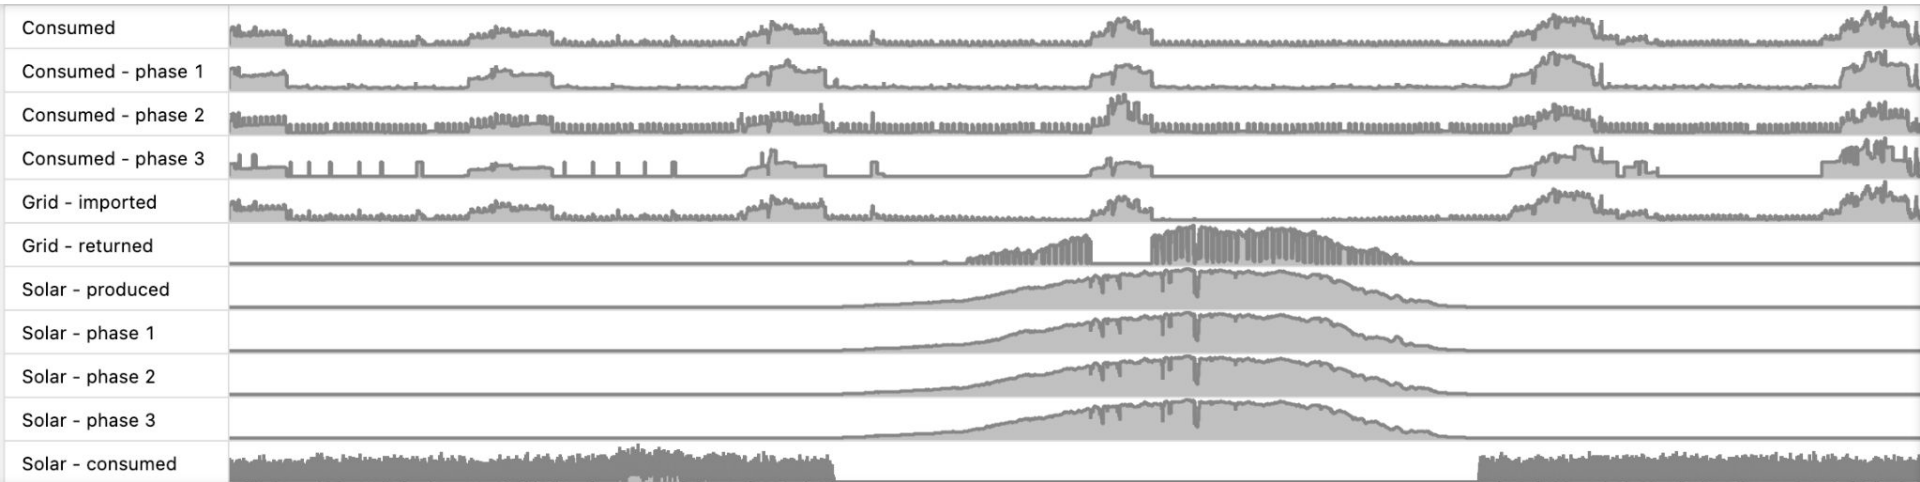 Consumed
Consumed - phase 1
Consumed - phase 2
Consumed - phase 3
Grid - imported
Grid - returned
Solar - produced
Solar - phase 1
Solar - phase 2
Solar - phase 3
Solar - consumed